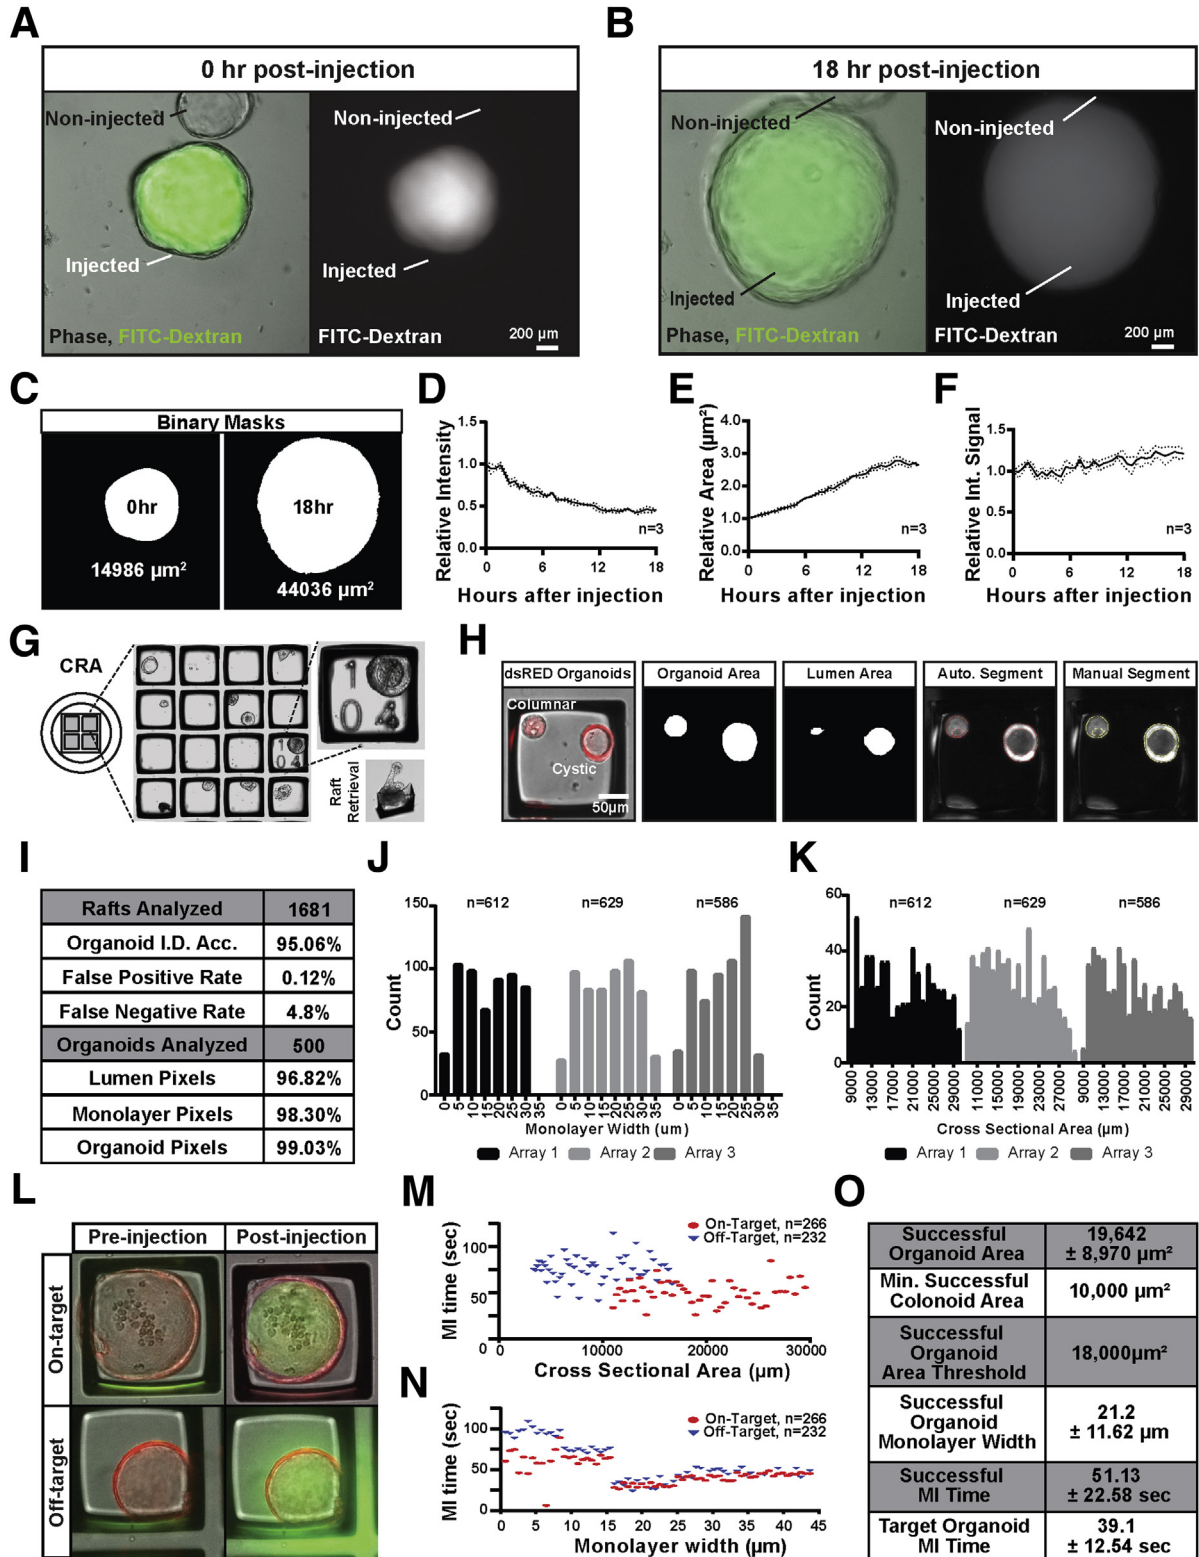 A
0 hr post-injection
Non-injected
Injected
Phase, FITC-Dextran
Non-injected
Injected
FITC-Dextran
200 µm
B
18 hr post-injection
Non-injected
Injected
Phase, FITC-Dextran
Non-injected
Injected
FITC-Dextran
200 µm
C
Binary Masks
0hr
14986 µm²
18hr
44036 µm²
D
Relative Intensity
1.5
1.0
0.5
0.0
n=3
0 6 12 18
Hours after injection
E
Relative Area (µm²)
4.0
3.0
2.0
1.0
0.0
n=3
0 6 12 18
Hours after injection
F
Relative Int. Signal
1.5
1.0
0.5
0.0
n=3
0 6 12 18
Hours after injection
G
CRA
1
0 4
1
0 4
Raft
Retrieval
H
dsRED Organoids
Columnar
Cystic
50µm
Organoid Area
Lumen Area
Auto. Segment
Manual Segment
I
Rafts Analyzed 1681
Organoid I.D. Acc. 95.06%
False Positive Rate 0.12%
False Negative Rate 4.8%
Organoids Analyzed 500
Lumen Pixels 96.82%
Monolayer Pixels 98.30%
Organoid Pixels 99.03%
J
Count
150
100
50
0
n=612 n=629 n=586
0 5 10 15 20 25 30 35 0 5 10 15 20 25 30 35 0 5 10 15 20 25 30 35
Monolayer Width (um)
Array 1 Array 2 Array 3
K
Count
60
40
20
0
n=612 n=629 n=586
90000 13000 17000 21000 25000 29000 11000 15000 19000 23000 27000 9000 13000 17000 21000 25000 29000
Cross Sectional Area (µm)
Array 1 Array 2 Array 3
L
Pre-injection Post-injection
On-target
Off-target
M
MI time (sec)
100
50
0
On-Target, n=266
Off-Target, n=232
0 10000 20000 30000
Cross Sectional Area (µm)
N
MI time (sec)
100
50
0
On-Target, n=266
Off-Target, n=232
0 5 10 15 20 25 30 35 40 45
Monolayer width (µm)
O
Successful
Organoid Area
19,642
± 8,970 µm²
Min. Successful
Colonoid Area
10,000 µm²
Successful
Organoid
Area Threshold
18,000µm²
Successful
Organoid
Monolayer Width
21.2
± 11.62 µm
Successful
MI Time
51.13
± 22.58 sec
Target Organoid
MI Time
39.1
± 12.54 sec